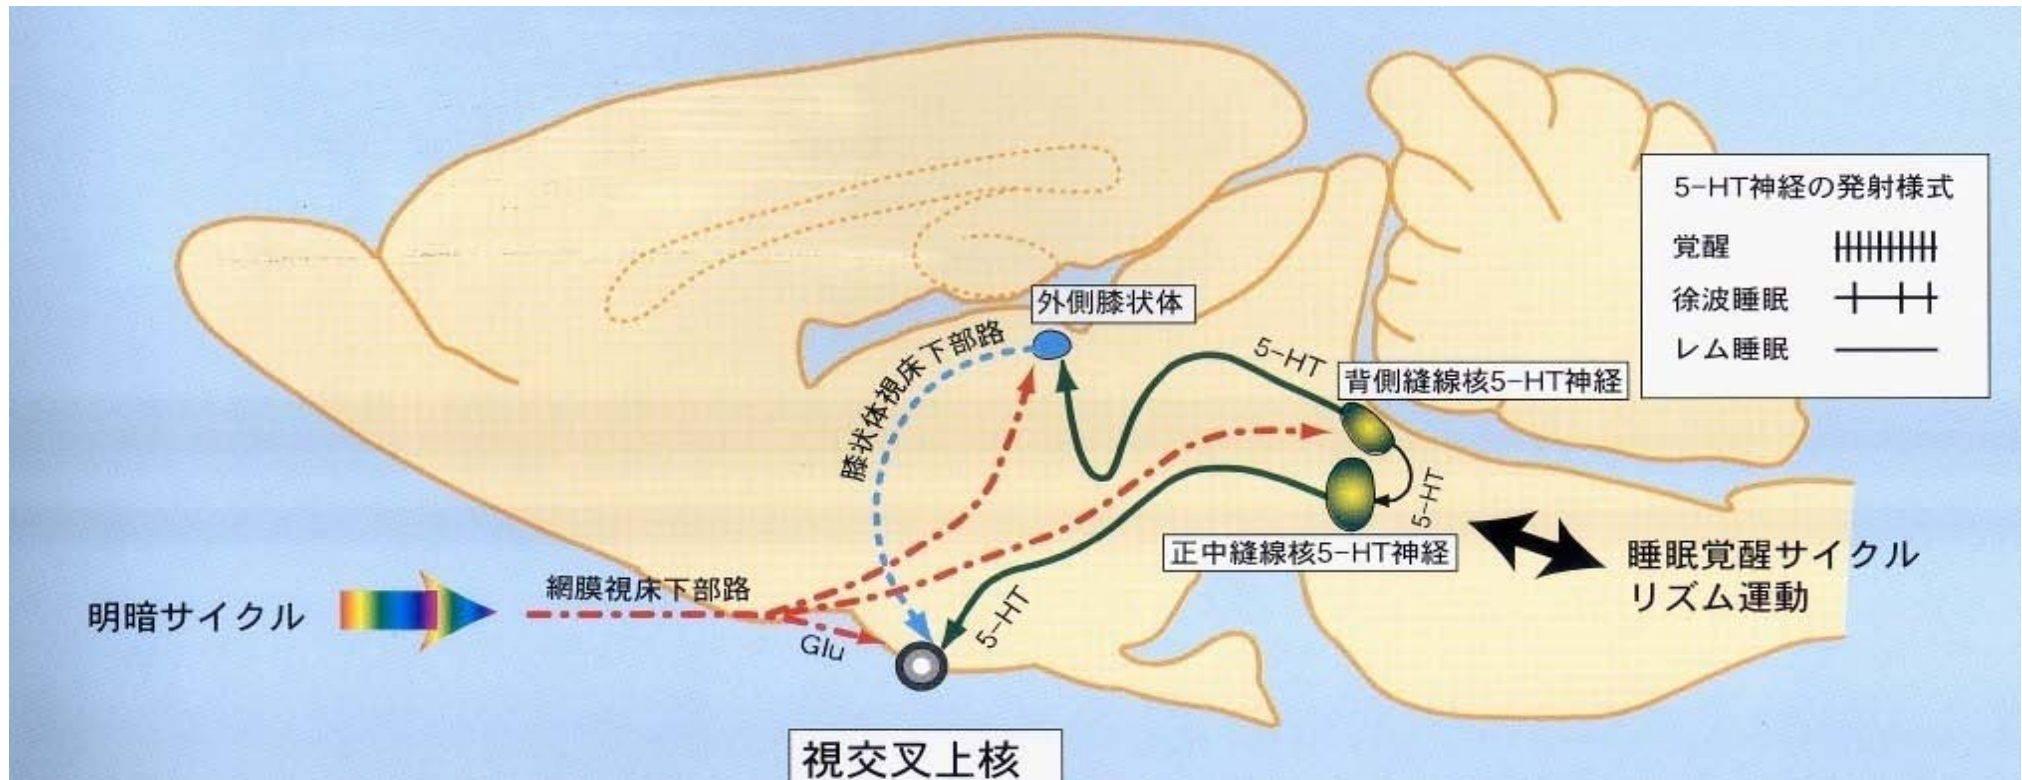 5-HT神経の発射様式
覚醒
徐波睡眠
レム睡眠
外側膝状体
膝状体視床下部路
5-HT
背側縫線核5-HT神経
5-HT
正中縫線核5-HT神経
睡眠覚醒サイクル
リズム運動
明暗サイクル
網膜視床下部路
Glu
5-HT
視交叉上核